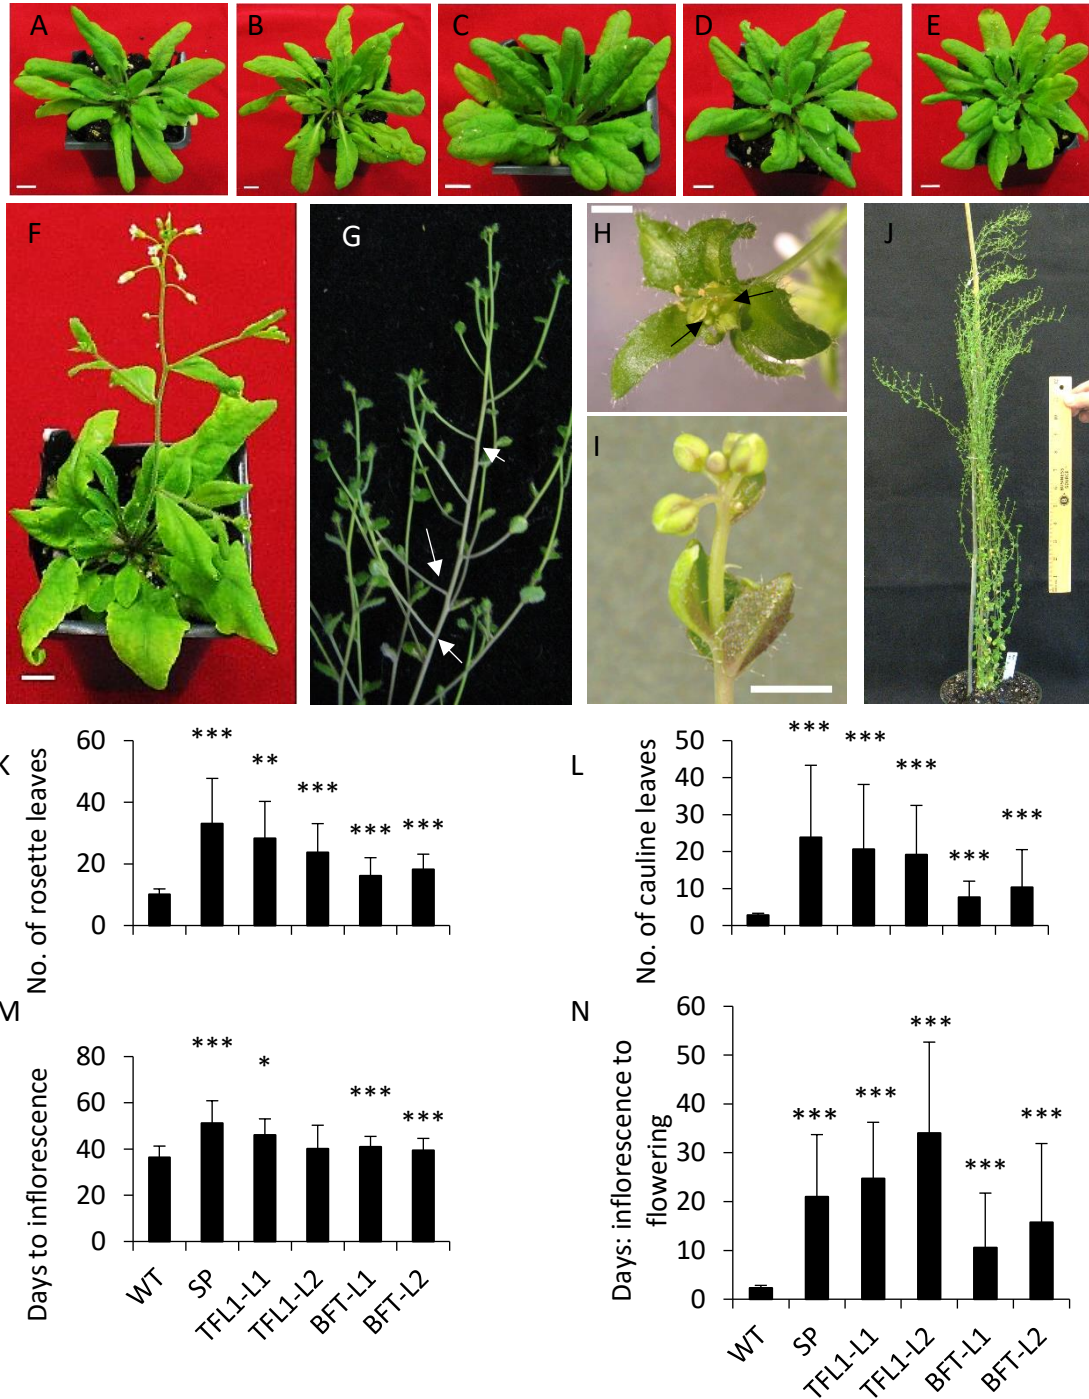 A
B
C
D
E
F
G
H
I
J
K
No. of rosette leaves
60
40
20
0
***
**
***
***
***
L
No. of cauline leaves
50
40
30
20
10
0
***
***
***
***
***
M
Days to inflorescence
80
60
40
20
0
***
*
***
***
WT
SP
TFL1-L1
TFL1-L2
BFT-L1
BFT-L2
N
Days: inflorescence to
flowering
60
50
40
30
20
10
0
***
***
***
***
***
WT
SP
TFL1-L1
TFL1-L2
BFT-L1
BFT-L2